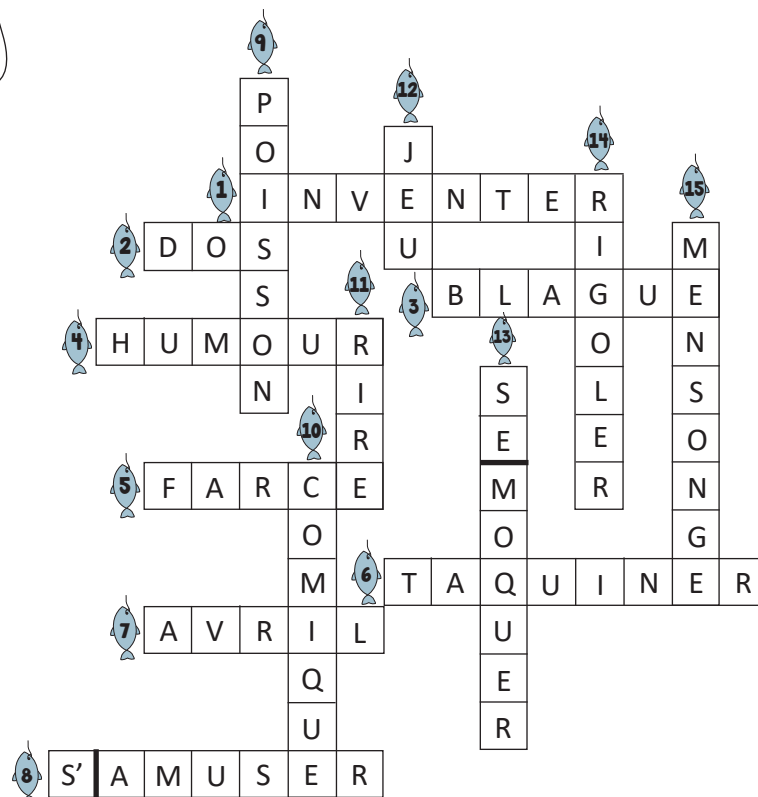 9
P
12
O
J
14
1
I N V E N T E R
15
2
D O S
U
I
M
11
S
3
B L A G U E
4
H U M O U R
13
O
N
N
I
S
L
S
10
R
E
E
O
5
F A R C E
M
R
N
O
O
G
M
6
T A Q U I N E R
7
A V R I L
U
Q
E
U
R
8
S' A M U S E R